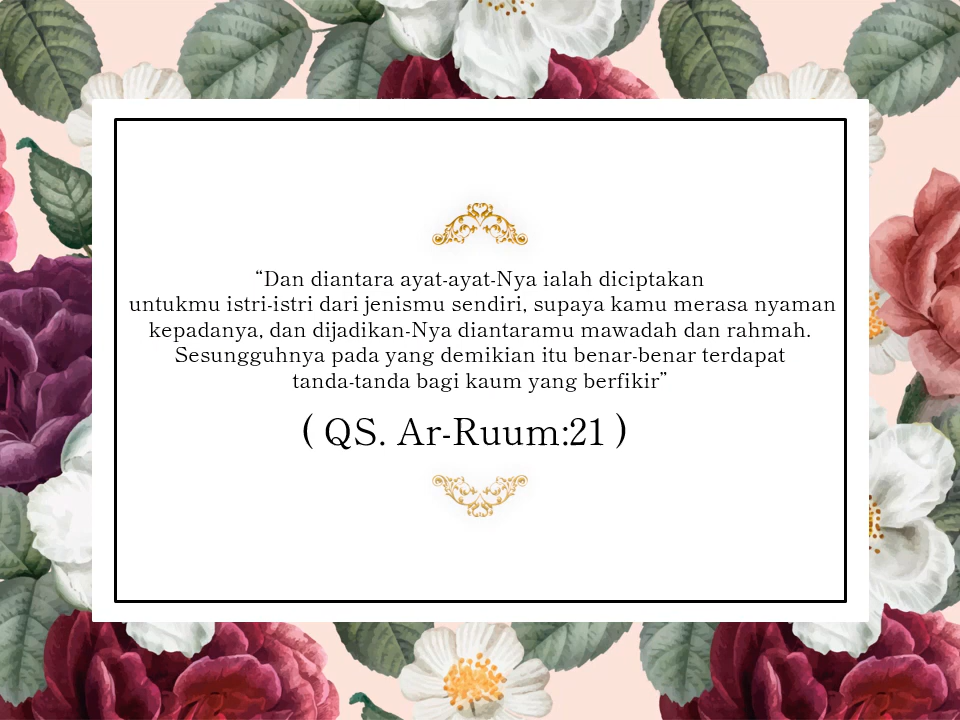 “Dan diantara ayat-ayat-Nya ialah diciptakan
untukmu istri-istri dari jenismu sendiri, supaya kamu merasa nyaman
kepadanya, dan dijadikan-Nya diantaramu mawadah dan rahmah.
Sesungguhnya pada yang demikian itu benar-benar terdapat
tanda-tanda bagi kaum yang berfikir”
( QS. Ar-Ruum:21 )